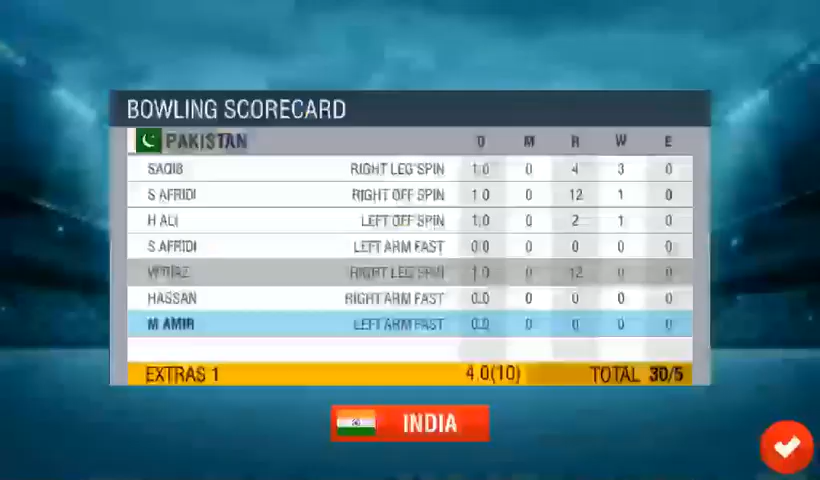 BOWLING SCORECARD
PAKISTAN O M R W E
SAQIB RIGHT LEG SPIN 1.0 0 4 3 0
S AFRIDI RIGHT OFF SPIN 1.0 0 12 1 0
H ALI LEFT OFF SPIN 1.0 0 2 1 0
S AFRIDI LEFT ARM FAST 0.0 0 0 0 0
RIGHT LEG SPIN 1.0 0 12 0 0
HASSAN RIGHT ARM FAST 0.0 0 0 0 0
M AMIR LEFT ARM FAST 0.0 0 0 0 0
EXTRAS 1 4.0(10) TOTAL 30/5
INDIA